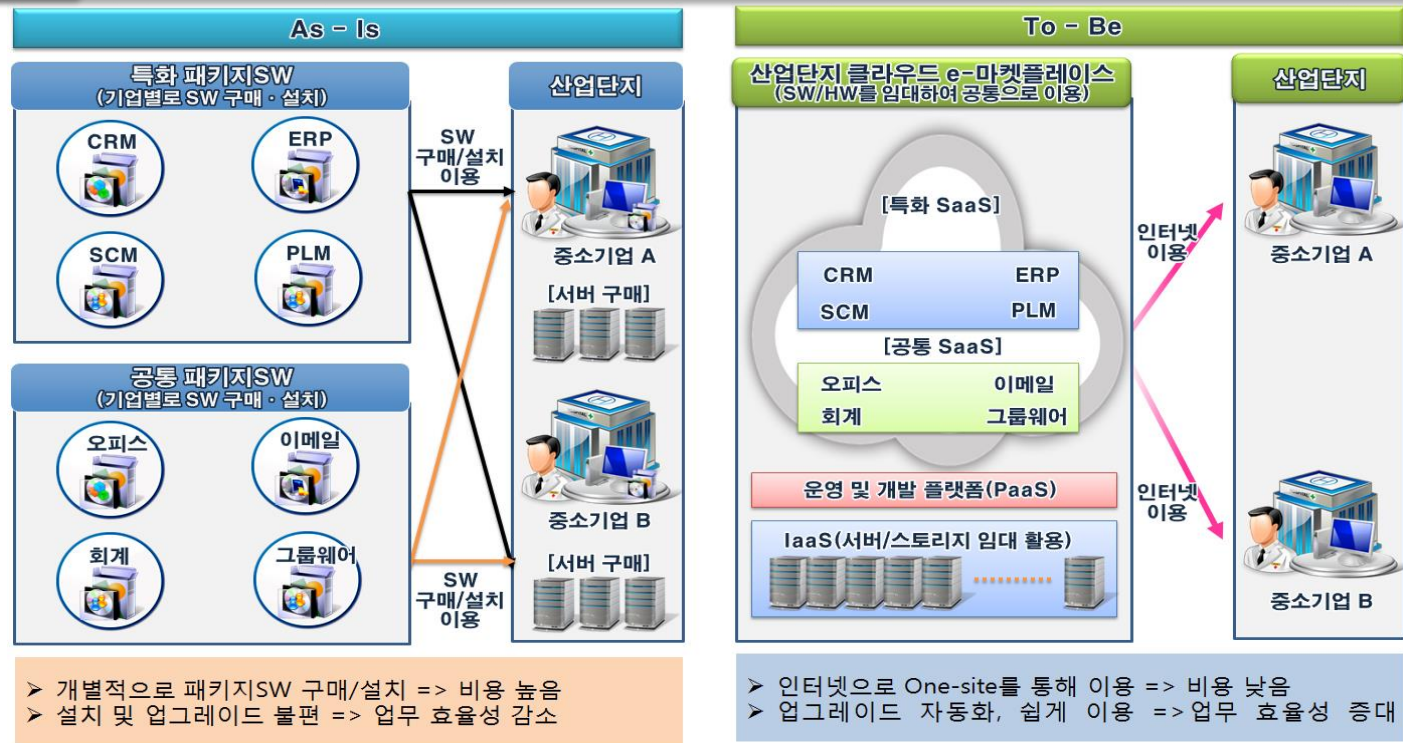 As - Is
특화 패키지SW
(기업별로 SW 구매 · 설치)
CRM
ERP
SCM
PLM
공통 패키지SW
(기업별로 SW 구매 · 설치)
오피스
이메일
회계
그룹웨어
SW
구매/설치
이용
SW
구매/설치
이용
산업단지
중소기업 A
[서버 구매]
중소기업 B
[서버 구매]
➢ 개별적으로 패키지SW 구매/설치 => 비용 높음
➢ 설치 및 업그레이드 불편 => 업무 효율성 감소
To - Be
산업단지 클라우드 e-마켓플레이스
(SW/HW를 임대하여 공통으로 이용)
[특화 SaaS]
CRM ERP
SCM PLM
[공통 SaaS]
오피스 이메일
회계 그룹웨어
운영 및 개발 플랫폼(PaaS)
IaaS(서버/스토리지 임대 활용)
인터넷
이용
인터넷
이용
산업단지
중소기업 A
중소기업 B
➢ 인터넷으로 One-site를 통해 이용 => 비용 낮음
➢ 업그레이드 자동화, 쉽게 이용 => 업무 효율성 증대